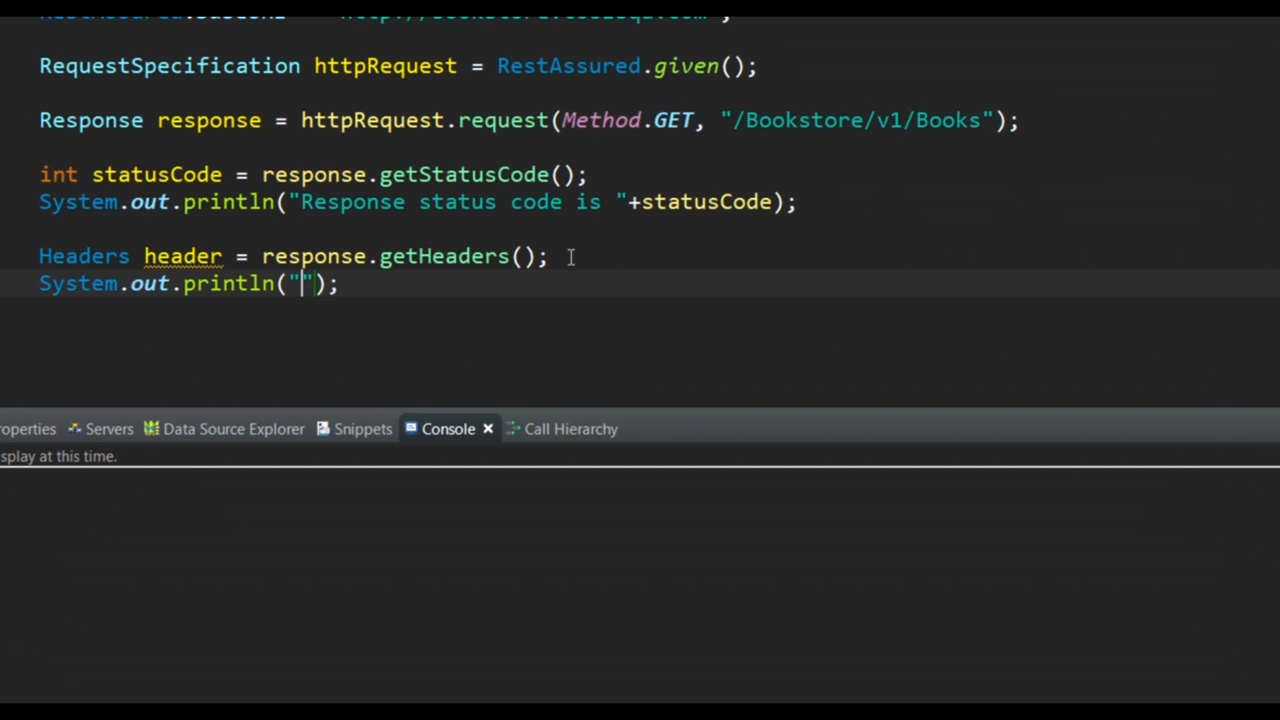 RequestSpecification httpRequest = RestAssured.given();
Response response = httpRequest.request(Method.GET, "/Bookstore/v1/Books");
int statusCode = response.getStatusCode();
System.out.println("Response status code is "+statusCode);
Headers header = response.getHeaders();
System.out.println("");
roperties Servers Data Source Explorer Snippets Console Call Hierarchy
splay at this time.